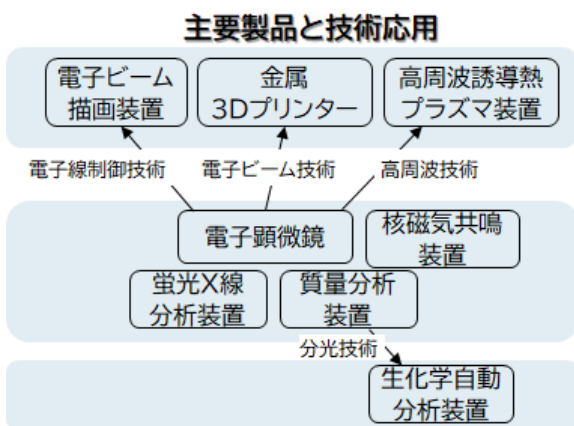 主要製品と技術応用
電子ビーム
描画装置
金属
3Dプリンター
高周波誘導熱
プラズマ装置
電子線制御技術
電子ビーム技術
高周波技術
電子顕微鏡
核磁気共鳴
装置
蛍光X線
分析装置
質量分析
装置
分光技術
生化学自動
分析装置